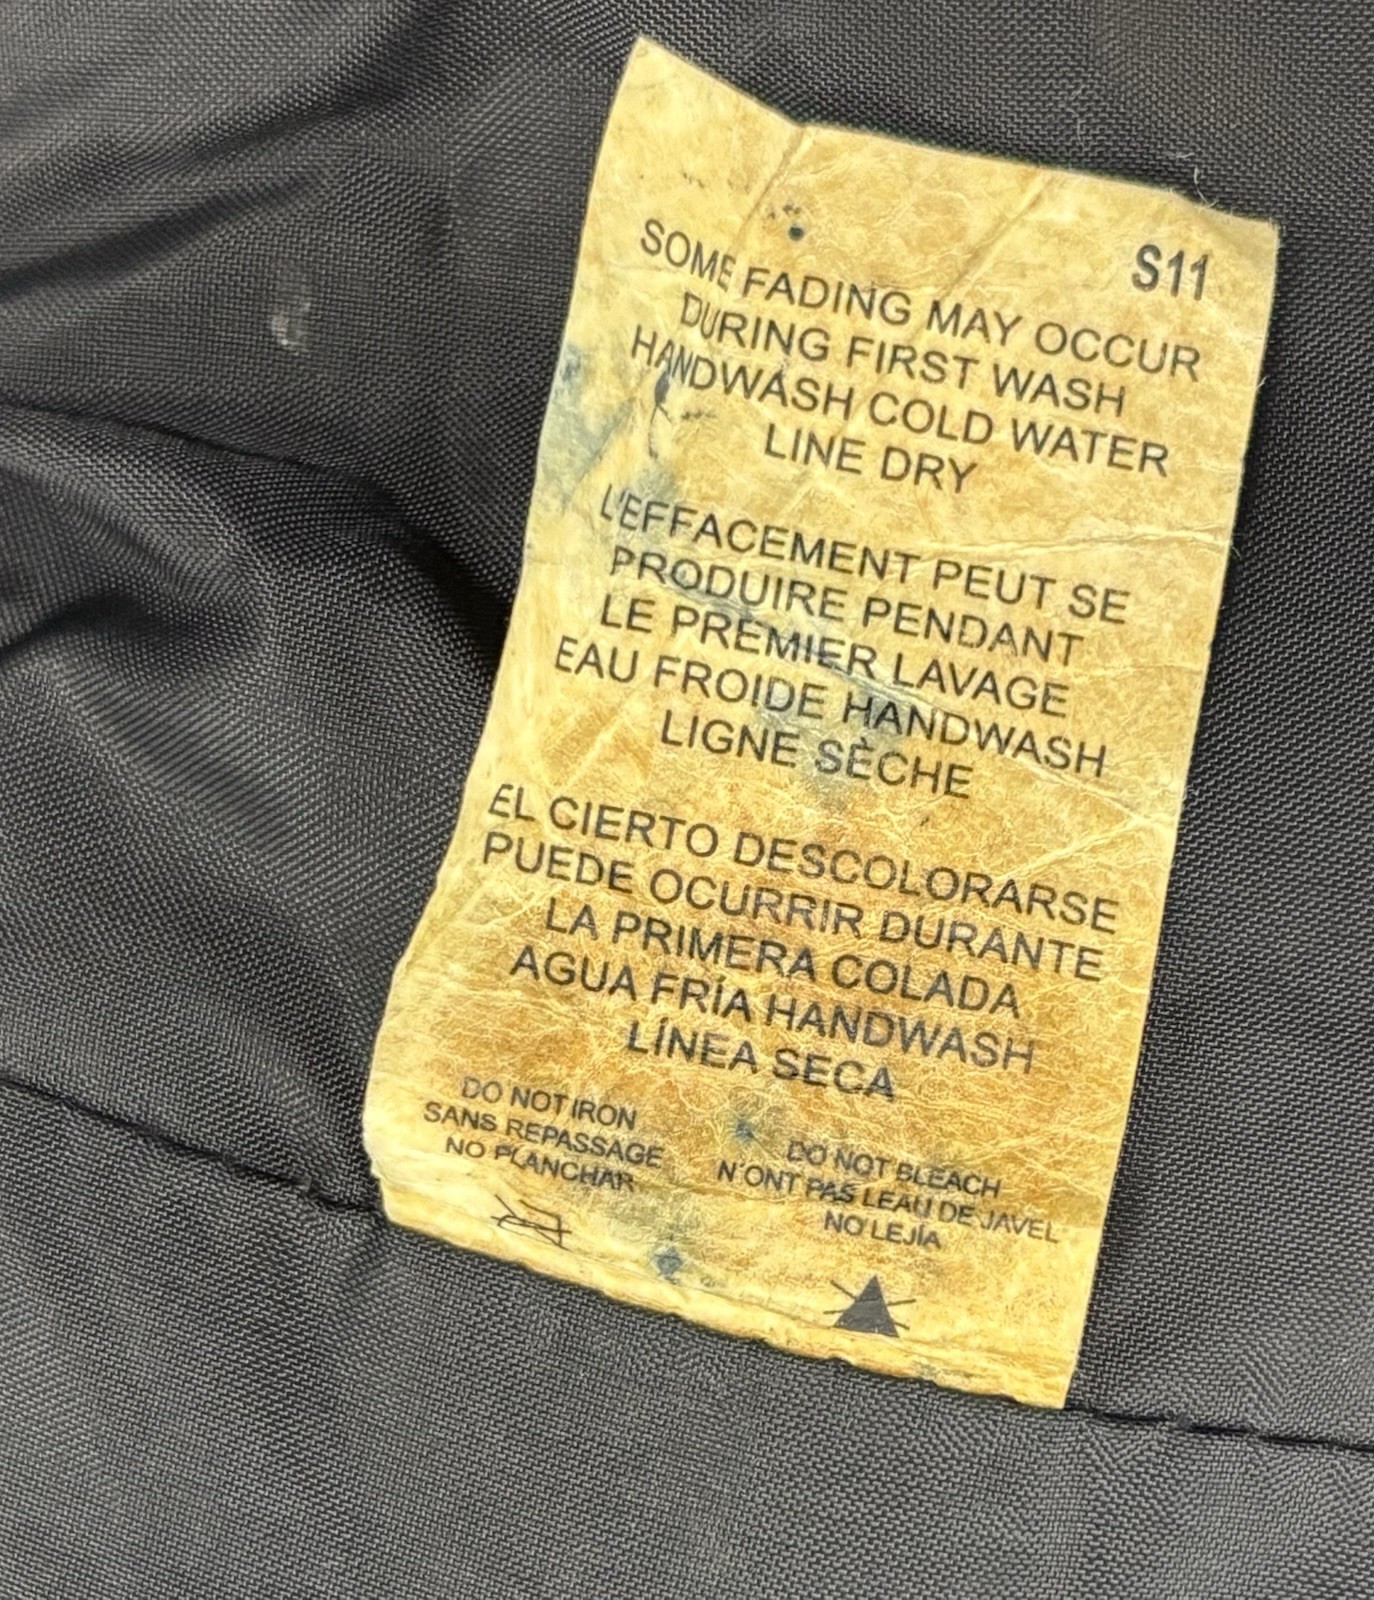 S11
SOME FADING MAY OCCUR
DURING FIRST WASH
HANDWASH COLD WATER
LINE DRY
L'EFFACEMENT PEUT SE
PRODUIRE PENDANT
LE PREMIER LAVAGE
EAU FROIDE HANDWASH
LIGNE SÈCHE
EL CIERTO DESCOLORARSE
PUEDE OCURRIR DURANTE
LA PRIMERA COLADA
AGUA FRÍA HANDWASH
LÍNEA SECA
DO NOT IRON
SANS REPASSAGE
NO PLANCHAR
DO NOT BLEACH
N'ONT PAS LEAU DE JAVEL
NO LEJÍA